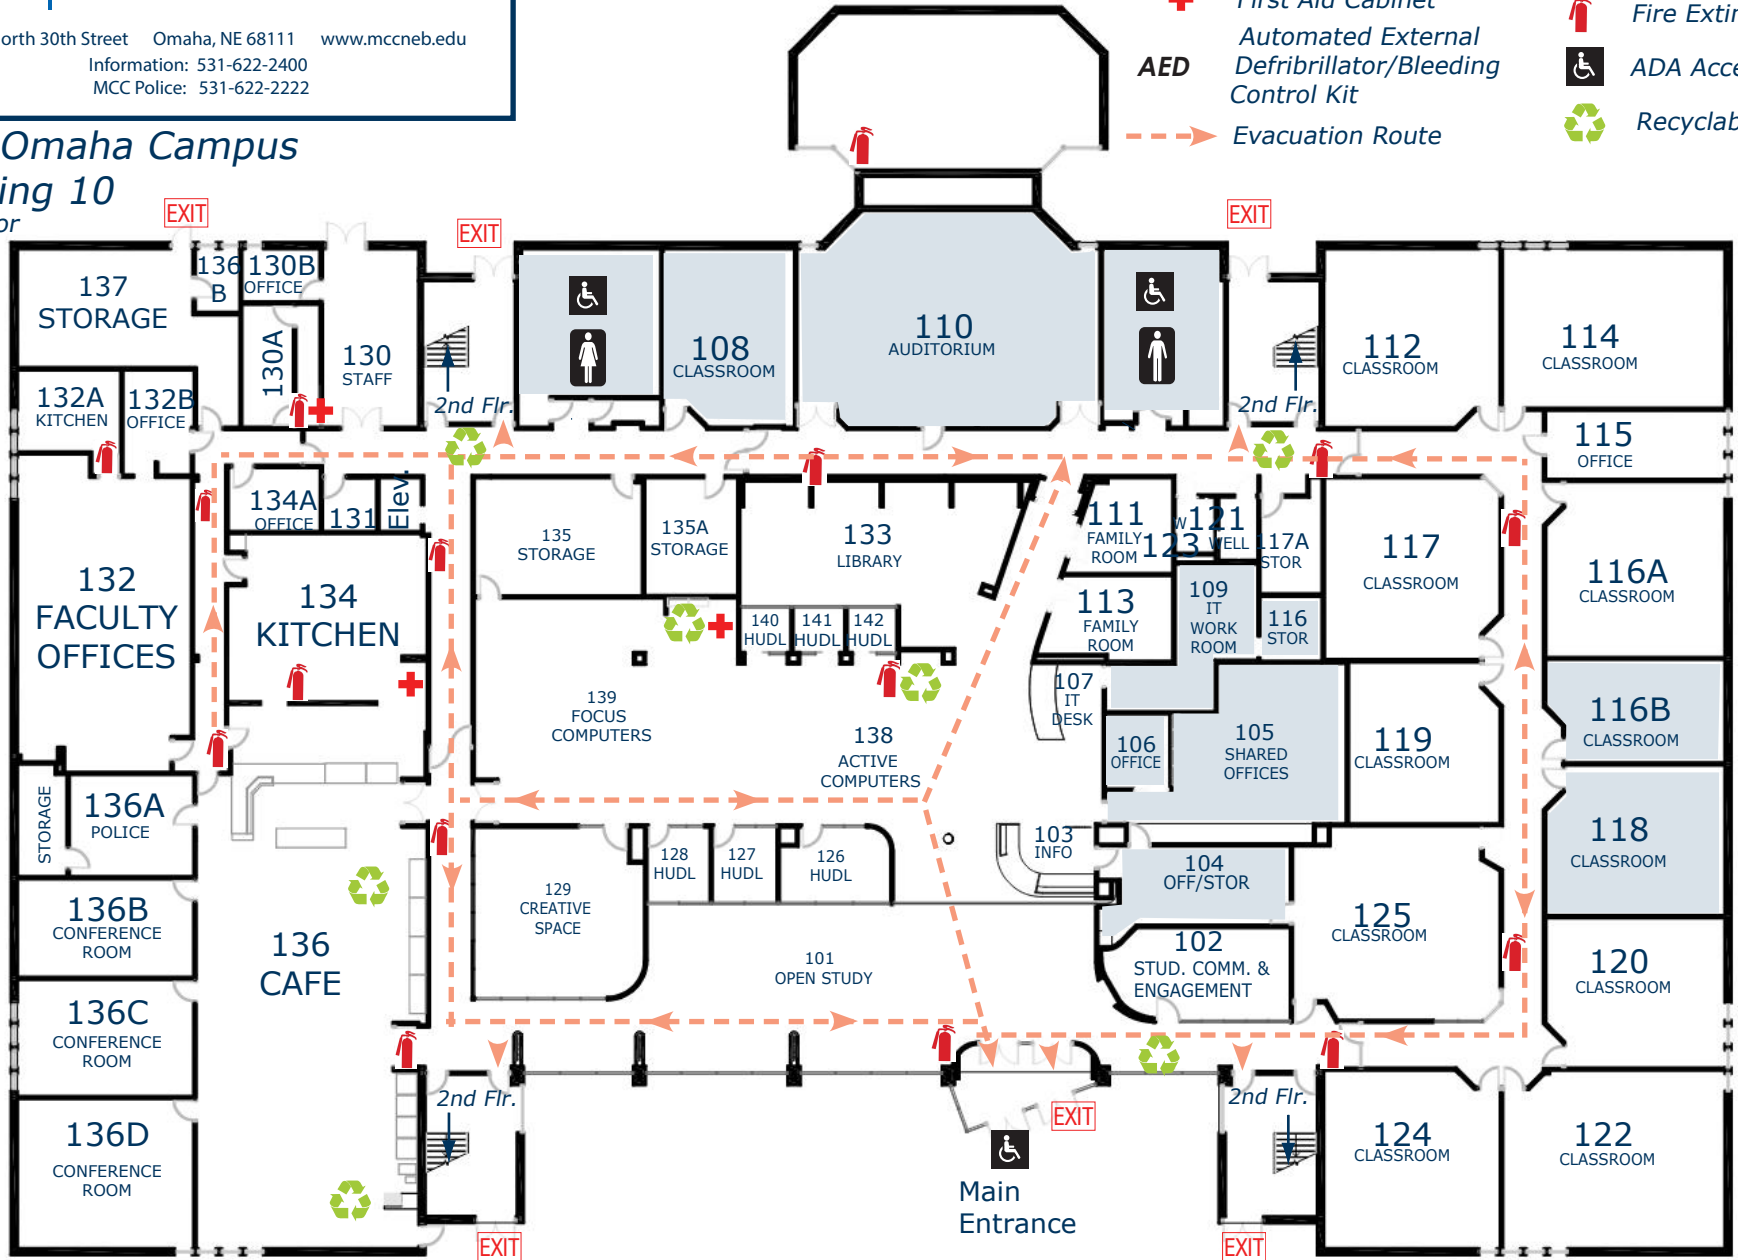 orth 30th Street Omaha, NE 68111 www.mccneb.edu
Information: 531-622-2400
MCC Police: 531-622-2222
Omaha Campus
ing 10
or
First Aid Cabinet
AED
Automated External
Defribrillator/Bleeding
Control Kit
Evacuation Route
Fire Extin
ADA Acce
Recyclab
EXIT
EXIT
EXIT
137
STORAGE
136
B
130B
OFFICE
130A
130
STAFF
132A
KITCHEN
132B
OFFICE
2nd Flr.
108
CLASSROOM
110
AUDITORIUM
2nd Flr.
112
CLASSROOM
114
CLASSROOM
115
OFFICE
134A
OFFICE
131
Elev.
135
STORAGE
135A
STORAGE
133
LIBRARY
111
FAMILY
ROOM
W
123
121
WELL
117A
STOR
117
CLASSROOM
116A
CLASSROOM
132
FACULTY
OFFICES
134
KITCHEN
140
HUDL
141
HUDL
142
HUDL
113
FAMILY
ROOM
109
IT
WORK
ROOM
116
STOR
139
FOCUS
COMPUTERS
138
ACTIVE
COMPUTERS
107
IT
DESK
106
OFFICE
105
SHARED
OFFICES
119
CLASSROOM
116B
CLASSROOM
STORAGE
136A
POLICE
118
CLASSROOM
129
CREATIVE
SPACE
128
HUDL
127
HUDL
126
HUDL
103
INFO
104
OFF/STOR
125
CLASSROOM
136B
CONFERENCE
ROOM
136
CAFE
101
OPEN STUDY
102
STUD. COMM. &
ENGAGEMENT
120
CLASSROOM
136C
CONFERENCE
ROOM
2nd Flr.
2nd Flr.
136D
CONFERENCE
ROOM
EXIT
124
CLASSROOM
122
CLASSROOM
Main
Entrance
EXIT
EXIT